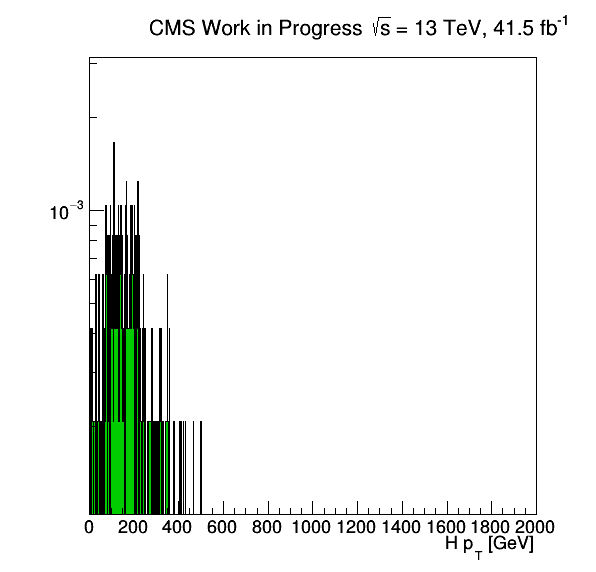 CMS Work in Progress √s = 13 TeV, 41.5 fb⁻¹
10⁻³
0 200 400 600 800 1000 1200 1400 1600 1800 2000
H p_T [GeV]